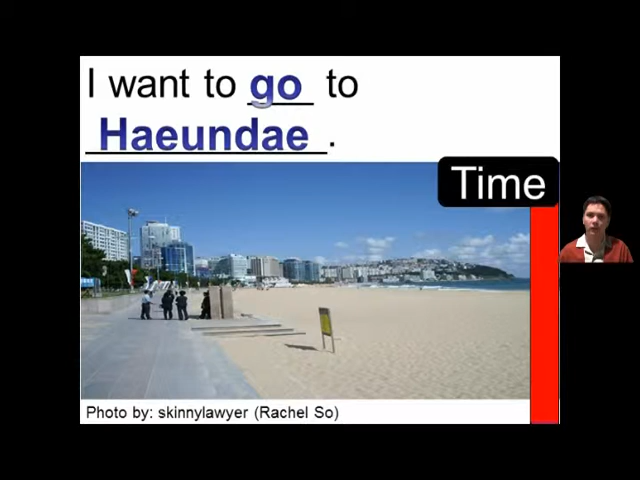 I want to go to
Haeundae.
Time
Photo by: skinnylawyer (Rachel So)